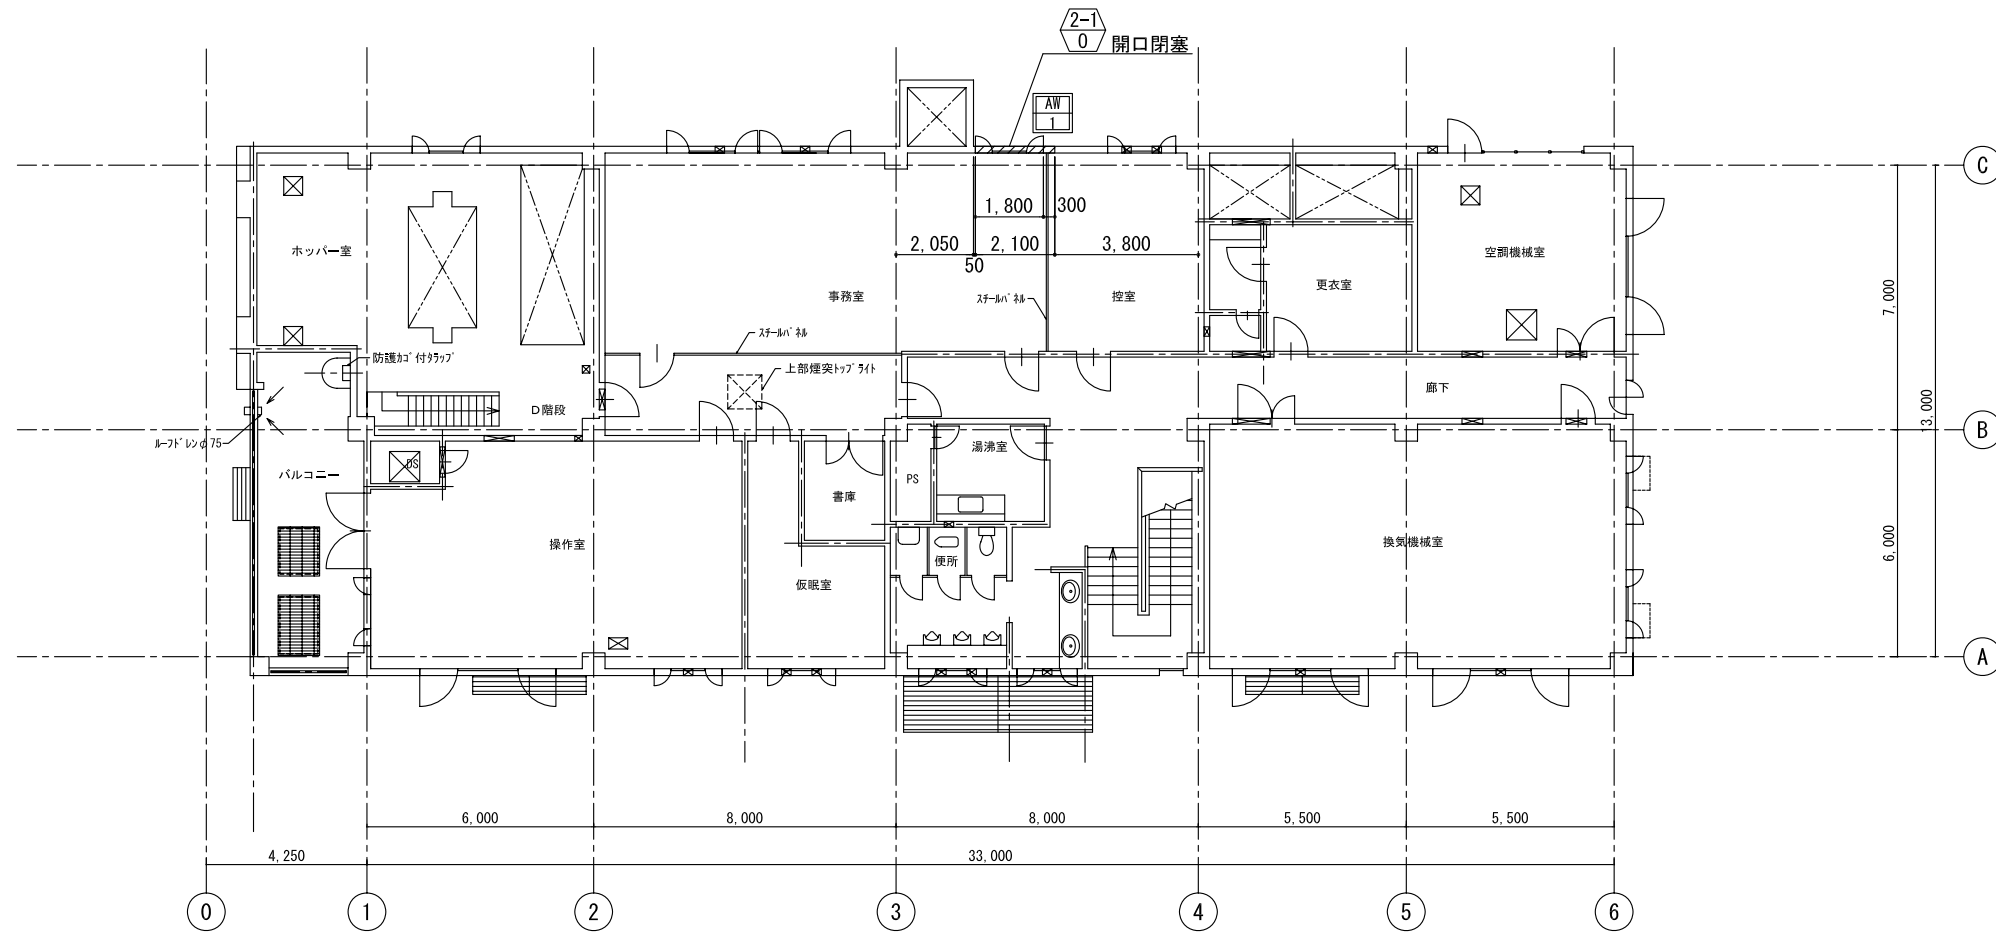 2-1
0
開口閉塞
AW
1
C
1,800
300
ホッパー室
2,050
2,100
3,800
50
空調機械室
更衣室
事務室
ｽﾁｰﾙﾊﾟﾈﾙ
控室
7,000
ｽﾁｰﾙﾊﾟﾈﾙ
防護ｶｺﾞ付ﾀﾗｯﾌﾟ
上部煙突ﾄｯﾌﾟﾗｲﾄ
廊下
D階段
13,000
ﾙｰﾌﾄﾞﾚﾝφ75
B
湯沸室
DS
バルコニー
PS
書庫
操作室
換気機械室
6,000
便所
仮眠室
A
6,000
8,000
8,000
5,500
5,500
4,250
33,000
0
1
2
3
4
5
6